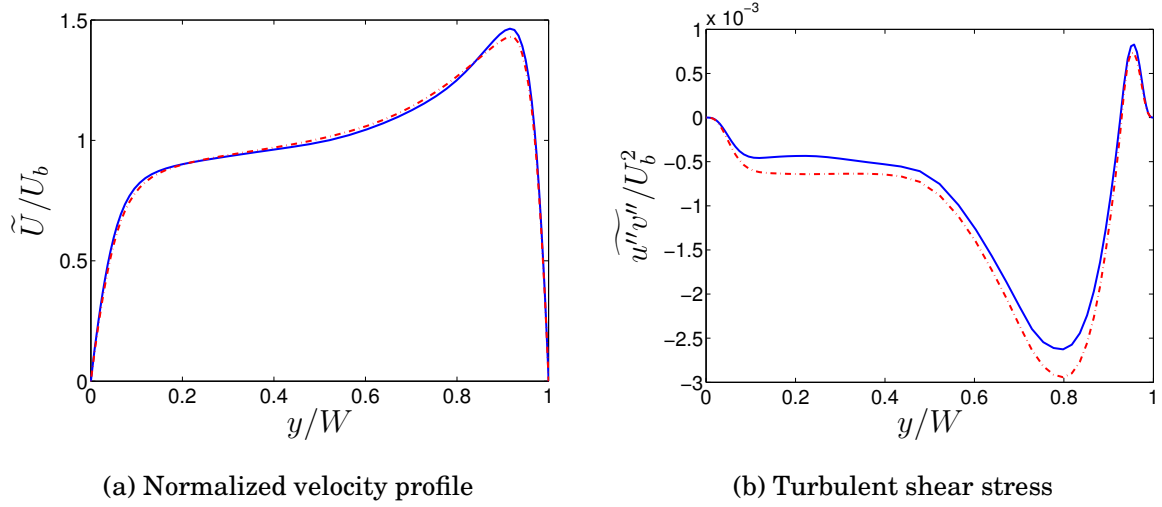 1.5
1
0.5
0
0 0.2 0.4 0.6 0.8 1
Ũ/U_b
y/W
(a) Normalized velocity profile
1 x 10⁻³
0.5
0
−0.5
−1
−1.5
−2
−2.5
−3
0 0.2 0.4 0.6 0.8 1
\widetilde{u''v''}/U_b^2
y/W
(b) Turbulent shear stress